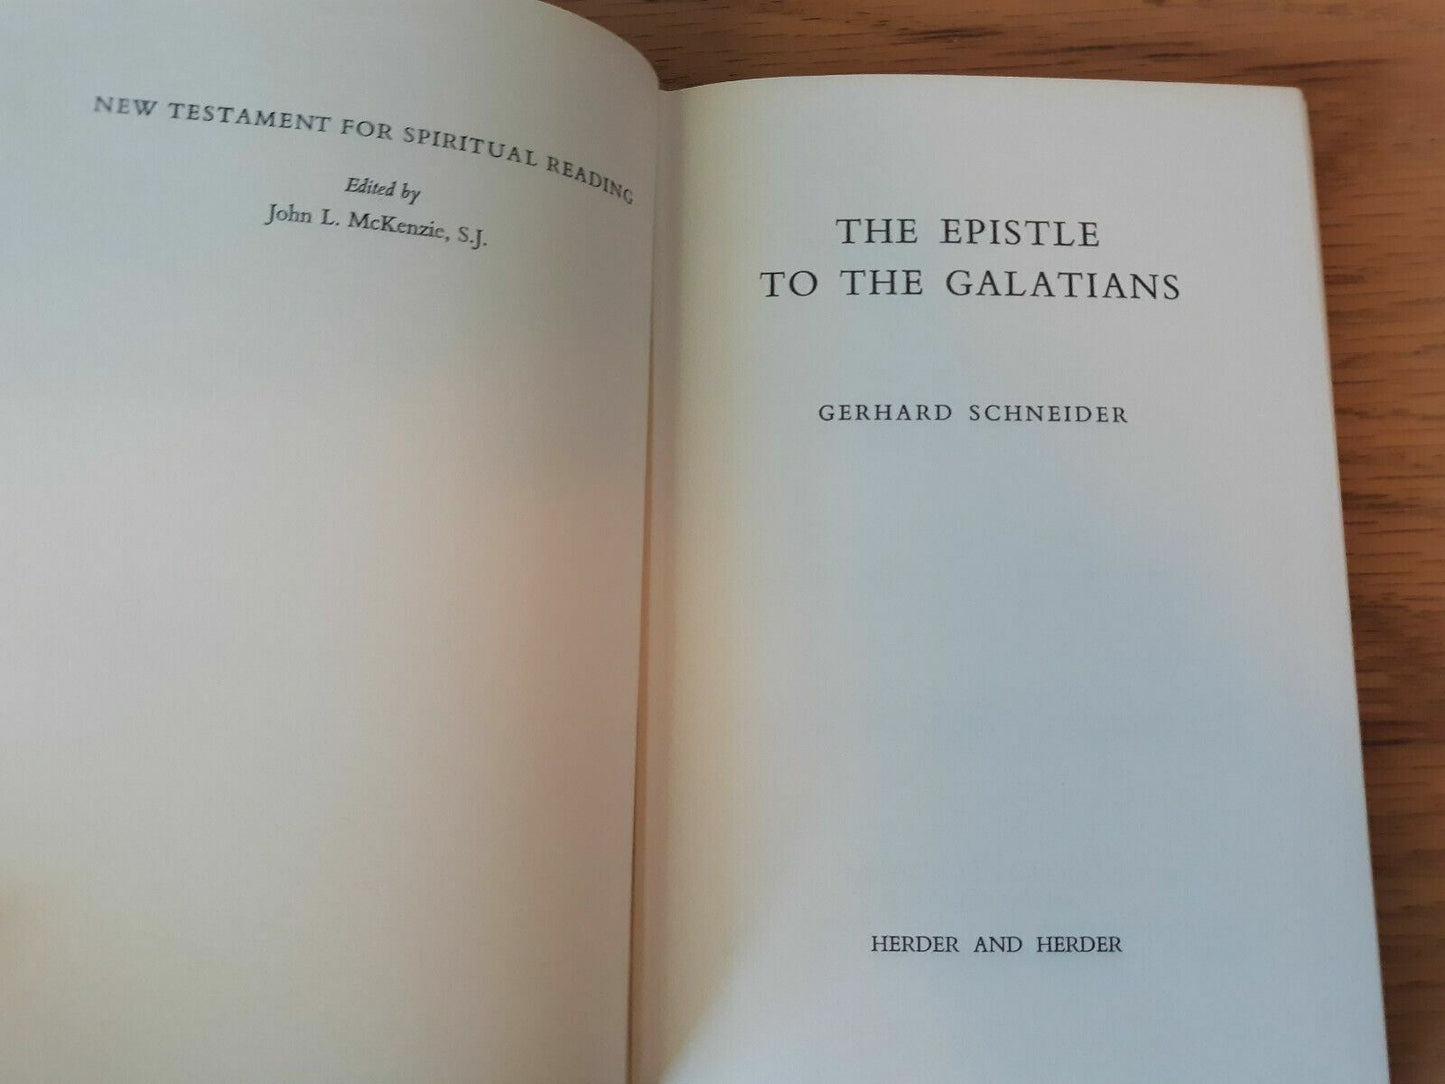 NEW TESTAMENT FOR SPIRITUAL READING
Edited by
John L. McKenzie, S.J.
THE EPISTLE
TO THE GALATIANS
GERHARD SCHNEIDER
HERDER AND HERDER